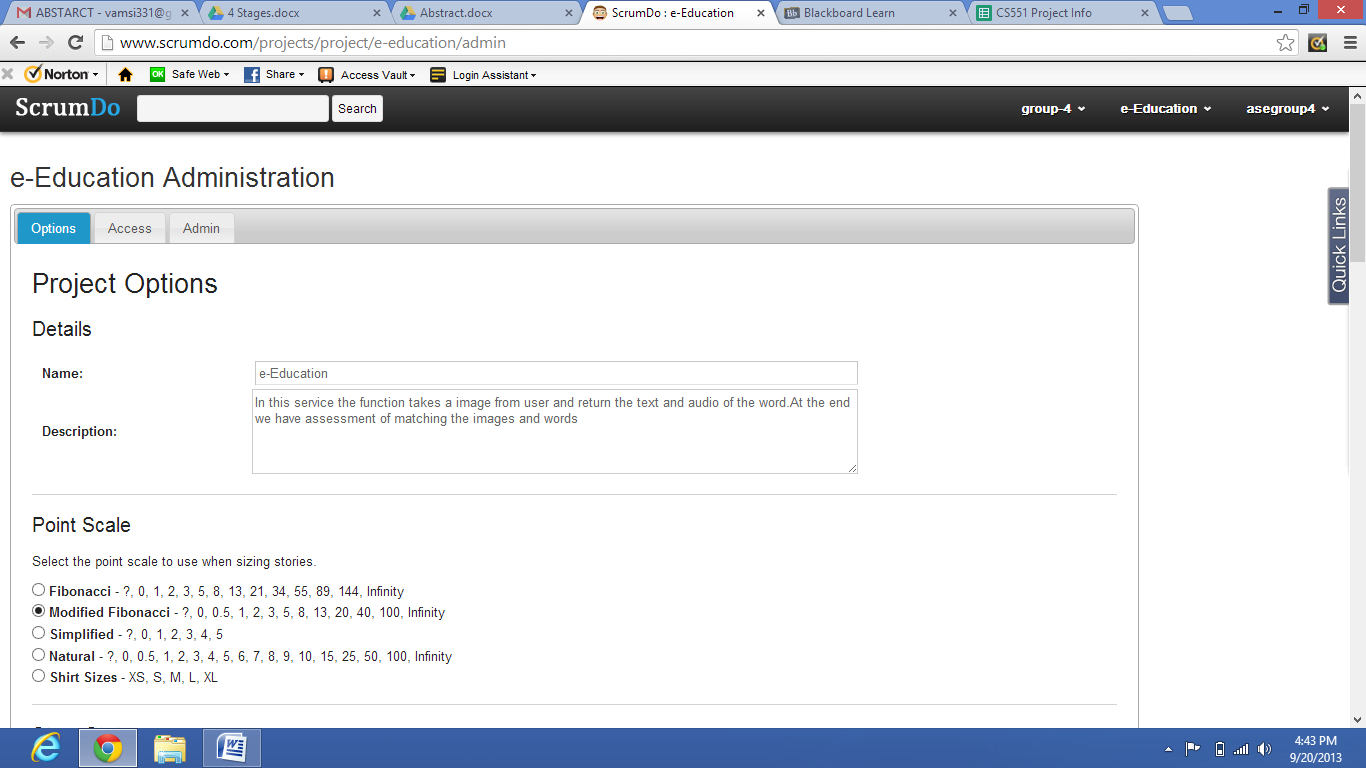 ABSTARCT - vamsi331@g
4 Stages.docx
Abstract.docx
ScrumDo : e-Education
Bb Blackboard Learn
CS551 Project Info
www.scrumdo.com/projects/project/e-education/admin
Norton
OK Safe Web
Share
Access Vault
Login Assistant
ScrumDo
Search
group-4
e-Education
asegroup4
e-Education Administration
Quick Links
Options
Access
Admin
Project Options
Details
Name:
e-Education
Description:
In this service the function takes a image from user and return the text and audio of the word.At the end
we have assessment of matching the images and words
Point Scale
Select the point scale to use when sizing stories.
Fibonacci - ?, 0, 1, 2, 3, 5, 8, 13, 21, 34, 55, 89, 144, Infinity
Modified Fibonacci - ?, 0, 0.5, 1, 2, 3, 5, 8, 13, 20, 40, 100, Infinity
Simplified - ?, 0, 1, 2, 3, 4, 5
Natural - ?, 0, 0.5, 1, 2, 3, 4, 5, 6, 7, 8, 9, 10, 15, 25, 50, 100, Infinity
Shirt Sizes - XS, S, M, L, XL
4:43 PM
9/20/2013